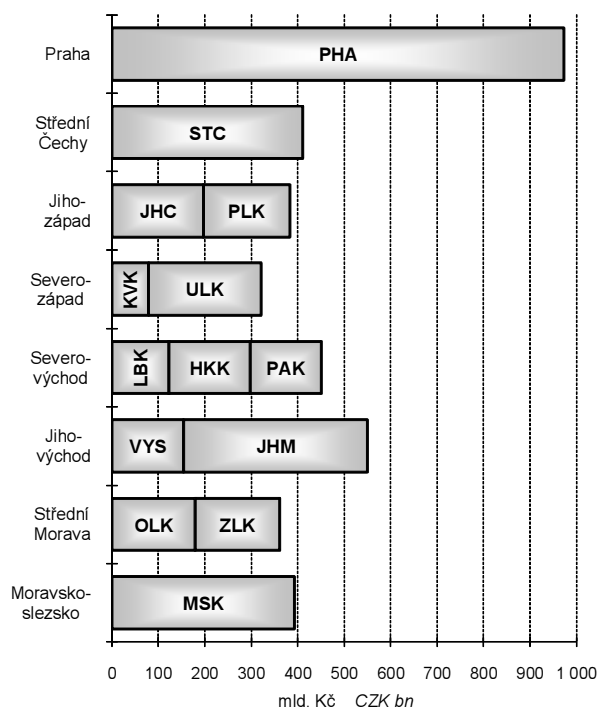 Praha
PHA
Střední
Čechy
STC
Jiho-
západ
JHC PLK
Severo-
západ
KVK ULK
Severo-
východ
LBK HKK PAK
Jiho-
východ
VYS JHM
Střední
Morava
OLK ZLK
Moravsko-
slezsko
MSK
0 100 200 300 400 500 600 700 800 900 1 000
mld. Kč CZK bn